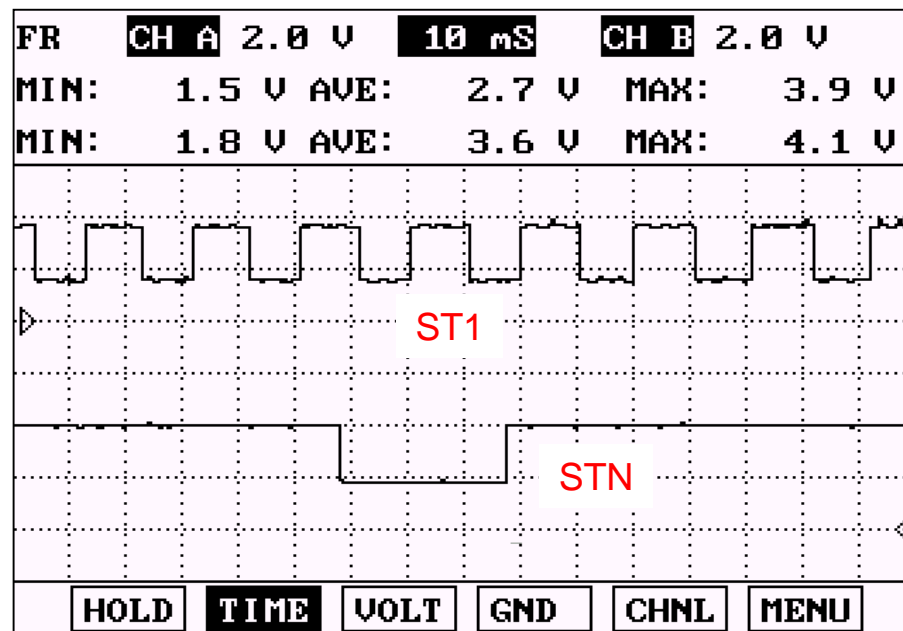 FR CH A 2.0 V 10 mS CH B 2.0 V
MIN: 1.5 V AVE: 2.7 V MAX: 3.9 V
MIN: 1.8 V AVE: 3.6 V MAX: 4.1 V
ST1
STN
HOLD TIME VOLT GND CHNL MENU